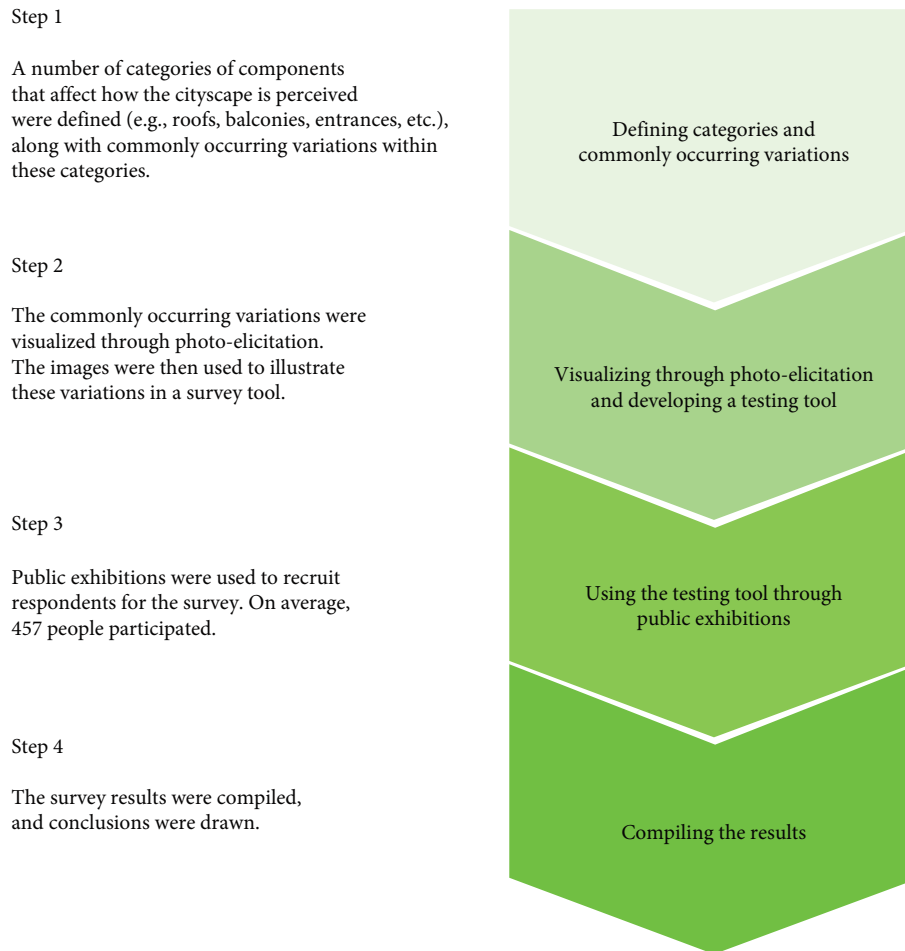 Step 1
A number of categories of components
that affect how the cityscape is perceived
were defined (e.g., roofs, balconies, entrances, etc.),
along with commonly occurring variations within
these categories.
Defining categories and
commonly occurring variations
Step 2
The commonly occurring variations were
visualized through photo-elicitation.
The images were then used to illustrate
these variations in a survey tool.
Visualizing through photo-elicitation
and developing a testing tool
Step 3
Public exhibitions were used to recruit
respondents for the survey. On average,
457 people participated.
Using the testing tool through
public exhibitions
Step 4
The survey results were compiled,
and conclusions were drawn.
Compiling the results